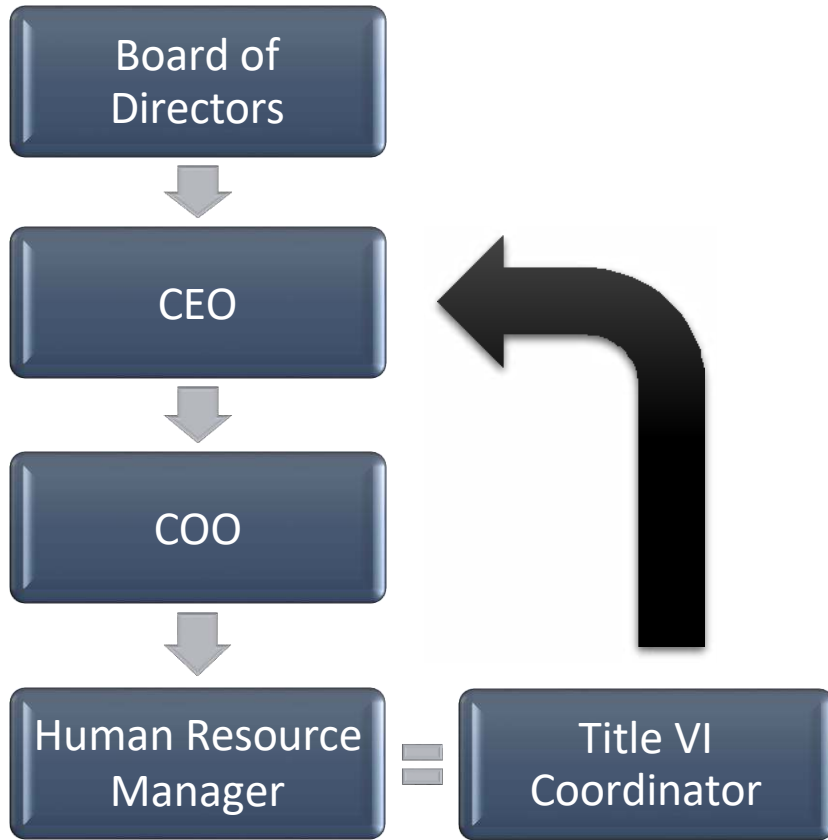 Board of
Directors
CEO
COO
Human Resource
Manager
=
Title VI
Coordinator